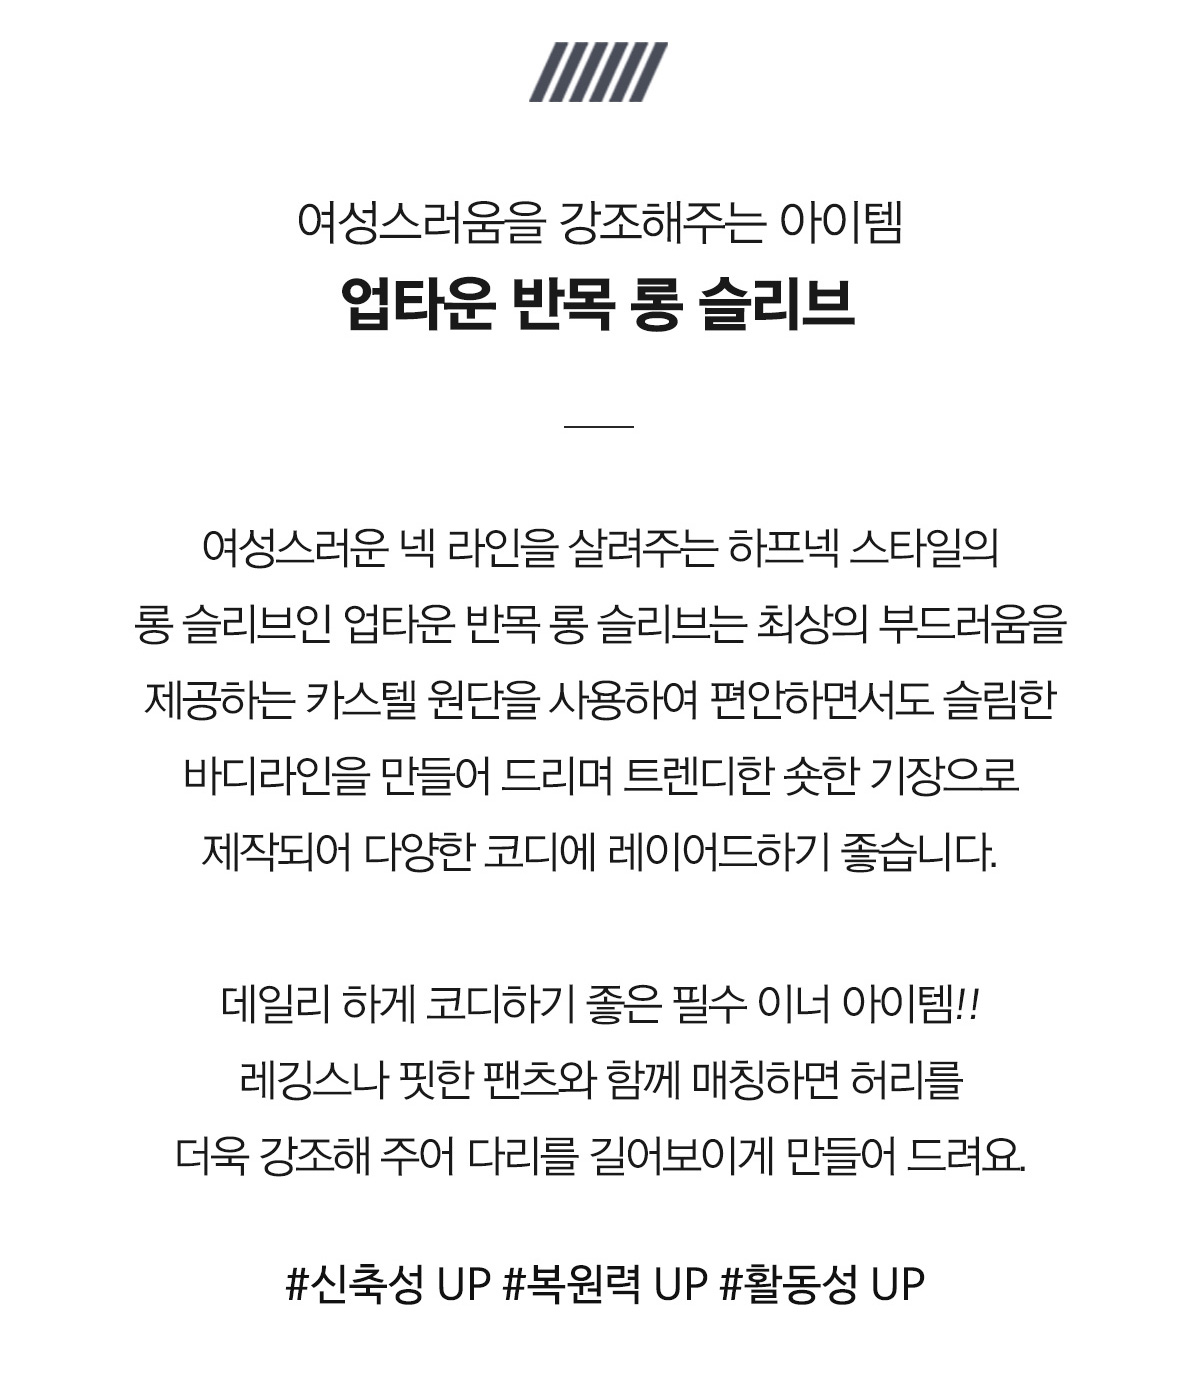 여성스러움을 강조해주는 아이템
업타운 반목 롱 슬리브
여성스러운 넥 라인을 살려주는 하프넥 스타일의
롱 슬리브인 업타운 반목 롱 슬리브는 최상의 부드러움을
제공하는 카스텔 원단을 사용하여 편안하면서도 슬림한
바디라인을 만들어 드리며 트렌디한 숏한 기장으로
제작되어 다양한 코디에 레이어드하기 좋습니다.
데일리 하게 코디하기 좋은 필수 이너 아이템!!
레깅스나 핏한 팬츠와 함께 매칭하면 허리를
더욱 강조해 주어 다리를 길어보이게 만들어 드려요.
#신축성 UP #복원력 UP #활동성 UP